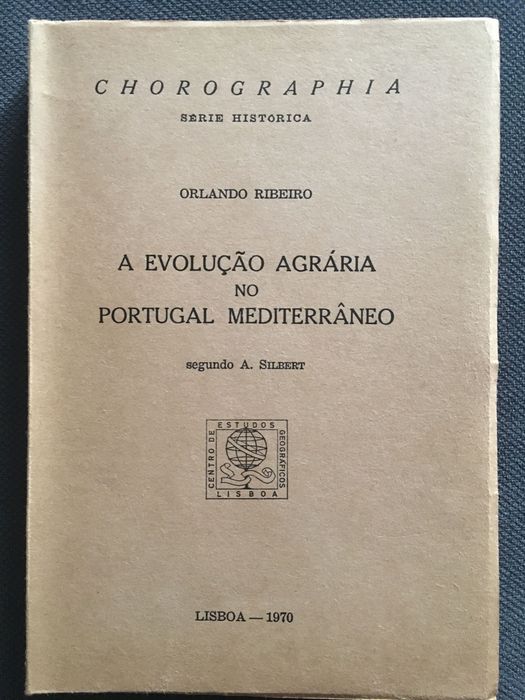 CHOROGRAPHIA
SÉRIE HISTÓRICA
ORLANDO RIBEIRO
A EVOLUÇÃO AGRÁRIA
NO
PORTUGAL MEDITERRÂNEO
segundo A. SILBERT
CENTRO DE
ESTUDOS
GEOGRÁFICOS
LISBOA
LISBOA — 1970